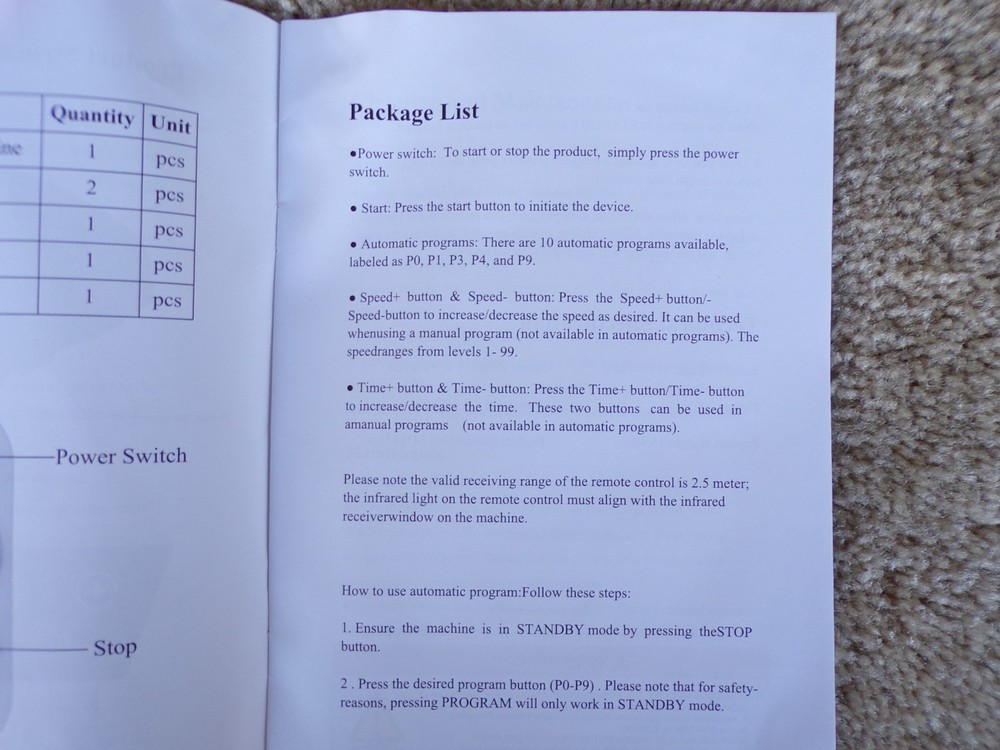 Quantity Unit
1 pcs
2 pcs
1 pcs
1 pcs
1 pcs
Power Switch
Stop
Package List
●Power switch: To start or stop the product, simply press the power
switch.
● Start: Press the start button to initiate the device.
● Automatic programs: There are 10 automatic programs available,
labeled as P0, P1, P3, P4, and P9.
● Speed+ button & Speed- button: Press the Speed+ button/-
Speed-button to increase/decrease the speed as desired. It can be used
whenusing a manual program (not available in automatic programs). The
speedranges from levels 1- 99.
● Time+ button & Time- button: Press the Time+ button/Time- button
to increase/decrease the time. These two buttons can be used in
amanual programs (not available in automatic programs).
Please note the valid receiving range of the remote control is 2.5 meter;
the infrared light on the remote control must align with the infrared
receiverwindow on the machine.
How to use automatic program:Follow these steps:
1. Ensure the machine is in STANDBY mode by pressing theSTOP
button.
2 . Press the desired program button (P0-P9) . Please note that for safety-
reasons, pressing PROGRAM will only work in STANDBY mode.